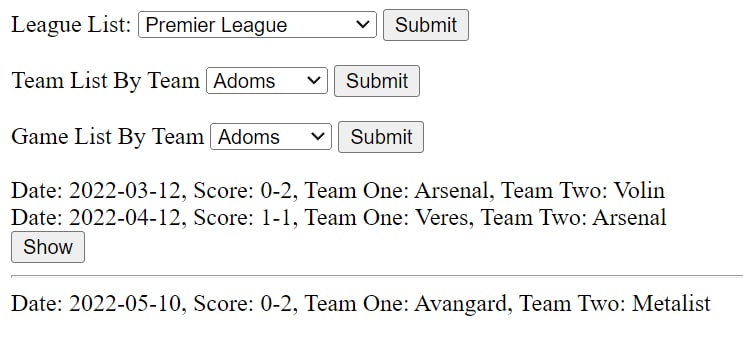 League List: Premier League Submit
Team List By Team Adoms Submit
Game List By Team Adoms Submit
Date: 2022-03-12, Score: 0-2, Team One: Arsenal, Team Two: Volin
Date: 2022-04-12, Score: 1-1, Team One: Veres, Team Two: Arsenal
Show
Date: 2022-05-10, Score: 0-2, Team One: Avangard, Team Two: Metalist